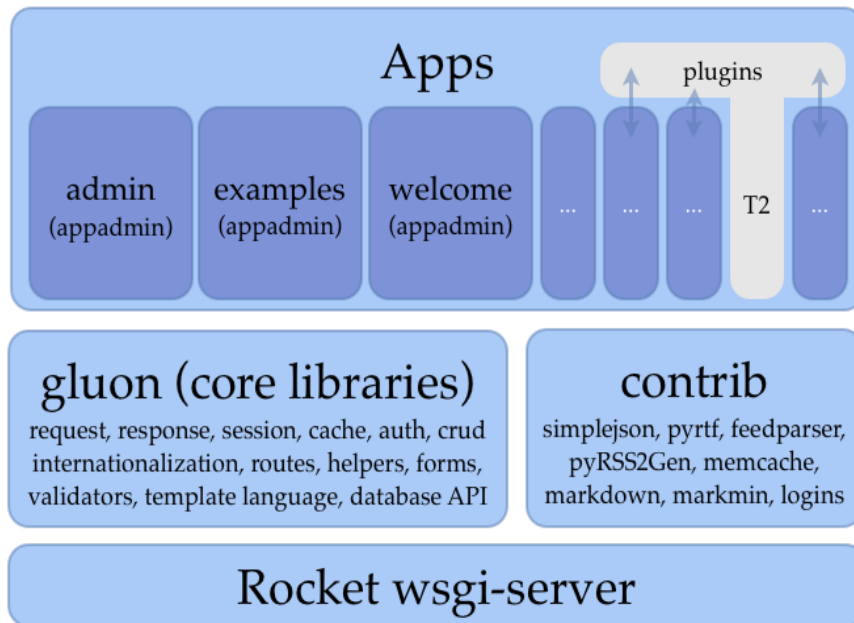 Apps
plugins
admin
(appadmin)
examples
(appadmin)
welcome
(appadmin)
...
...
...
T2
...
gluon (core libraries)
request, response, session, cache, auth, crud
internationalization, routes, helpers, forms,
validators, template language, database API
contrib
simplejson, pyrtf, feedparser,
pyRSS2Gen, memcache,
markdown, markmin, logins
Rocket wsgi-server